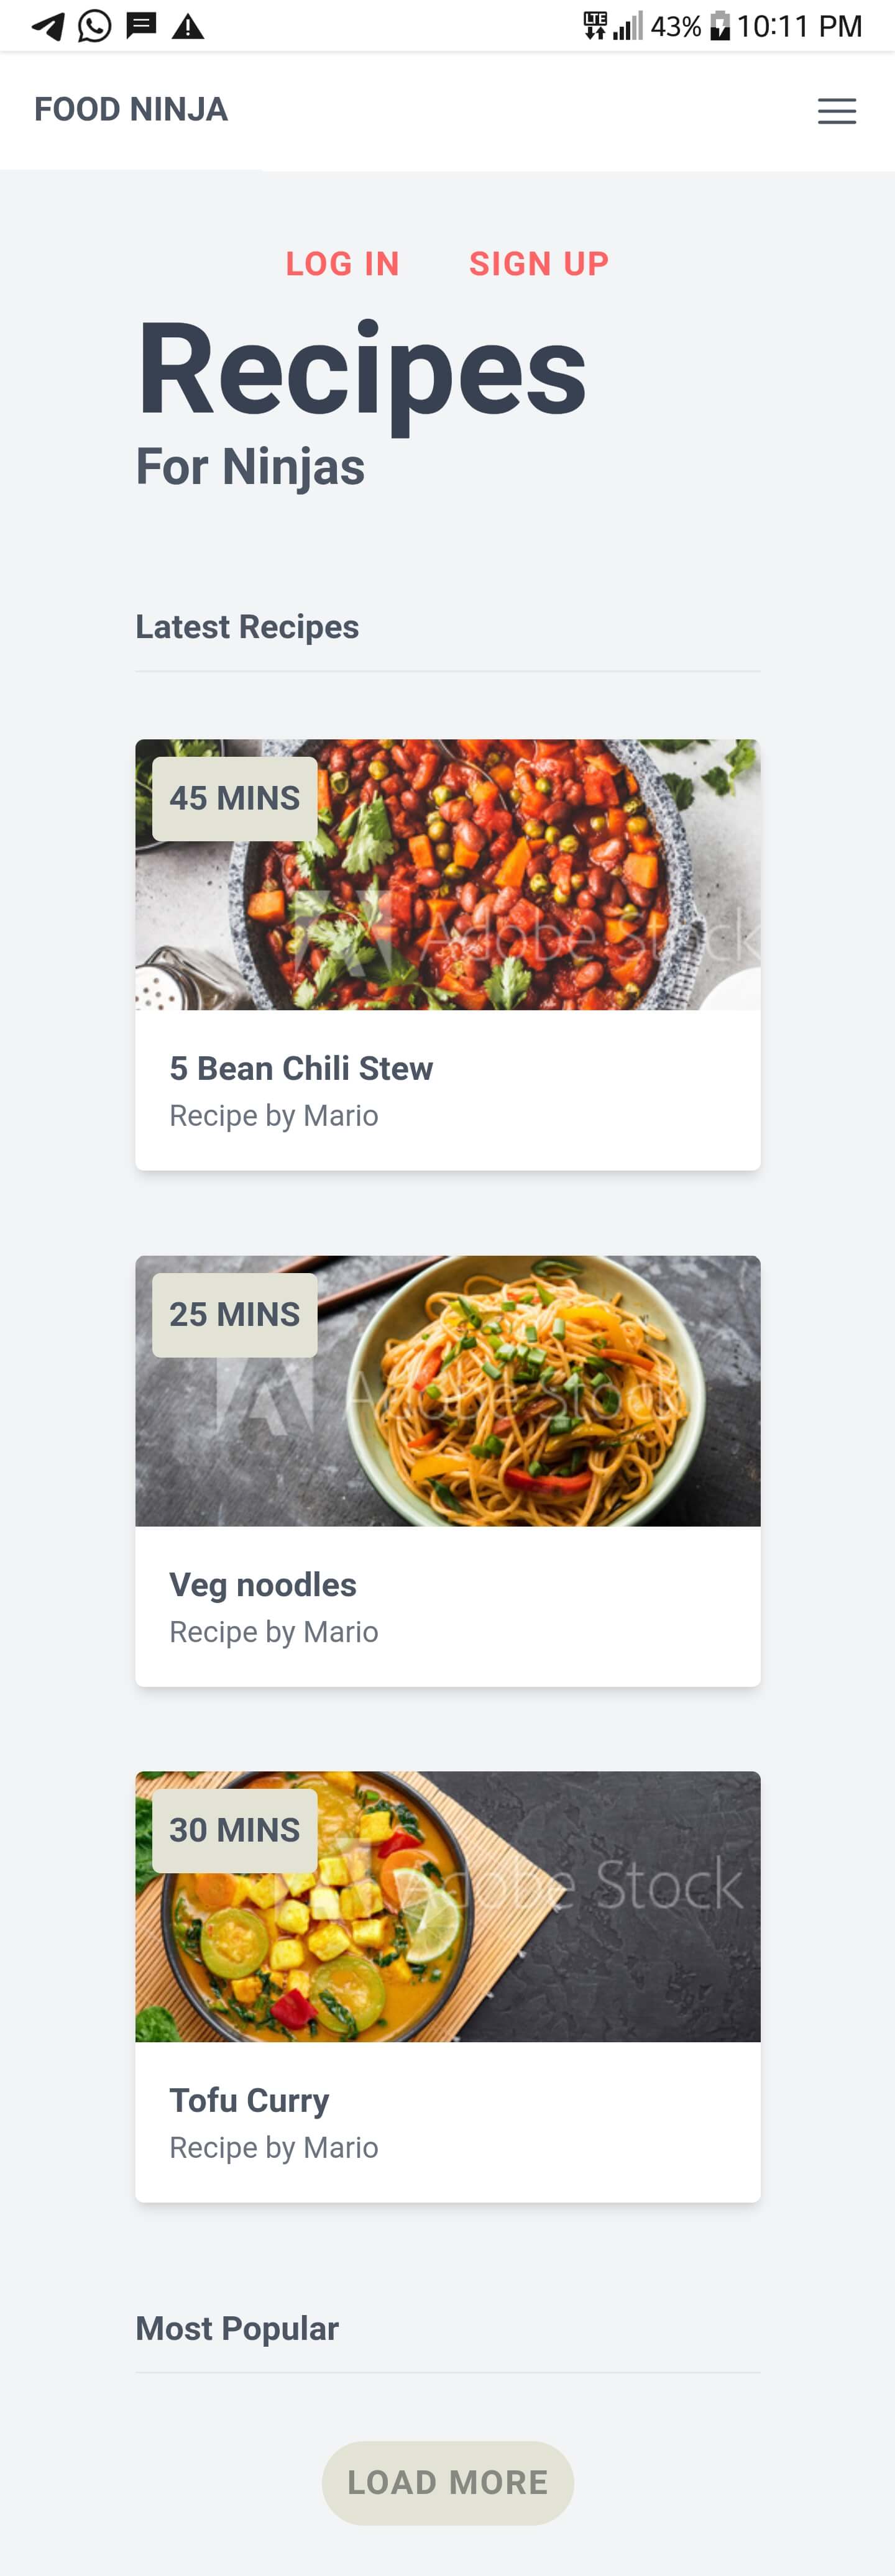 LTE 43% 10:11 PM
FOOD NINJA
LOG IN SIGN UP
Recipes
For Ninjas
Latest Recipes
45 MINS
Adobe Stock
5 Bean Chili Stew
Recipe by Mario
25 MINS
Adobe Stock
Veg noodles
Recipe by Mario
30 MINS
Adobe Stock
Tofu Curry
Recipe by Mario
Most Popular
LOAD MORE